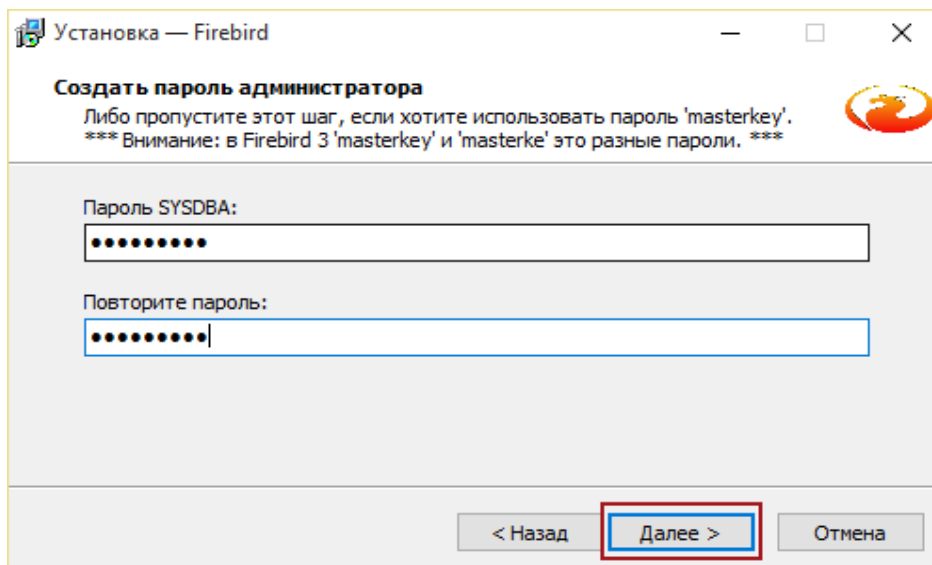 Установка — Firebird
Создать пароль администратора
Либо пропустите этот шаг, если хотите использовать пароль 'masterkey'.
*** Внимание: в Firebird 3 'masterkey' и 'masterke' это разные пароли. ***
Пароль SYSDBA:
●●●●●●●●●
Повторите пароль:
●●●●●●●●●
< Назад
Далее >
Отмена